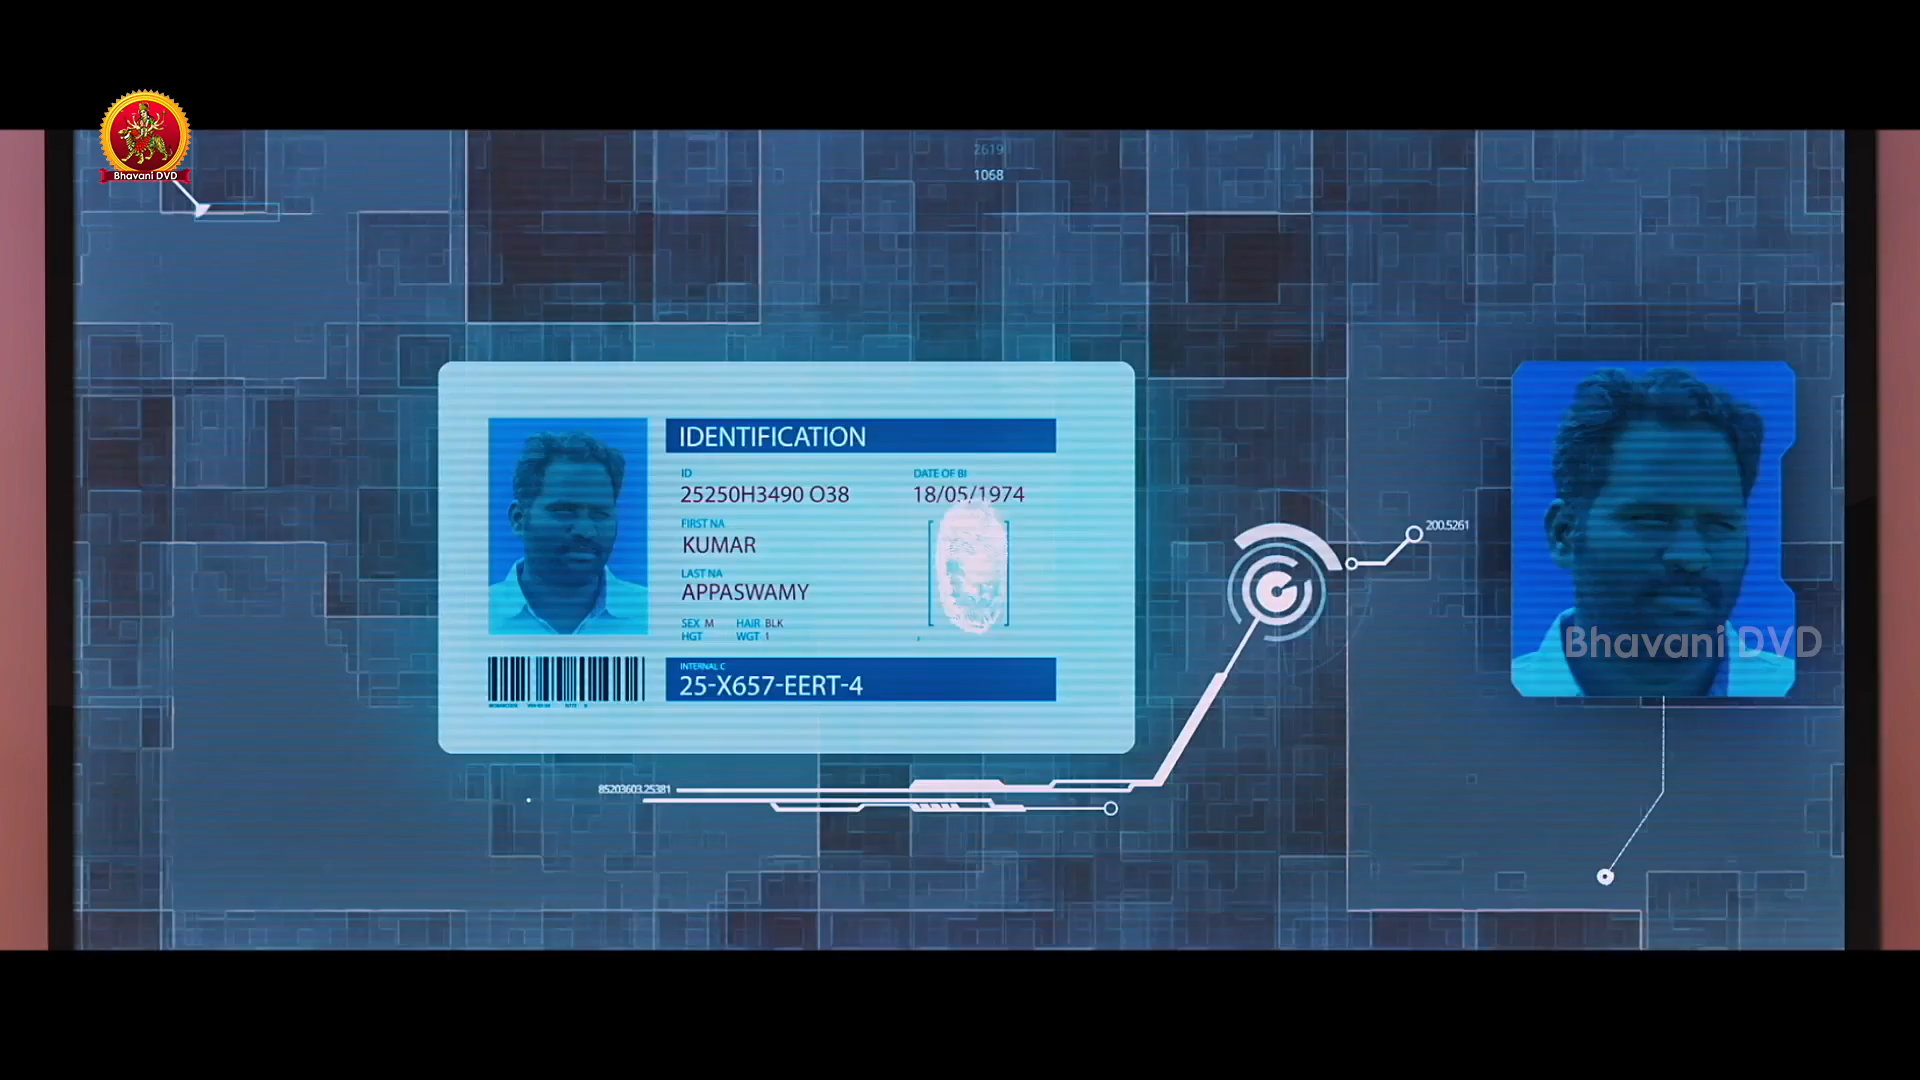 Bhavani DVD
2619
1068
IDENTIFICATION
ID
DATE OF BI
25250H3490 O38
18/05/1974
FIRST NA
KUMAR
LAST NA
APPASWAMY
SEX M HAIR BLK
HGT WGT 1
INTERNAL C
25-X657-EERT-4
200.5261
Bhavani DVD
85203603.25381